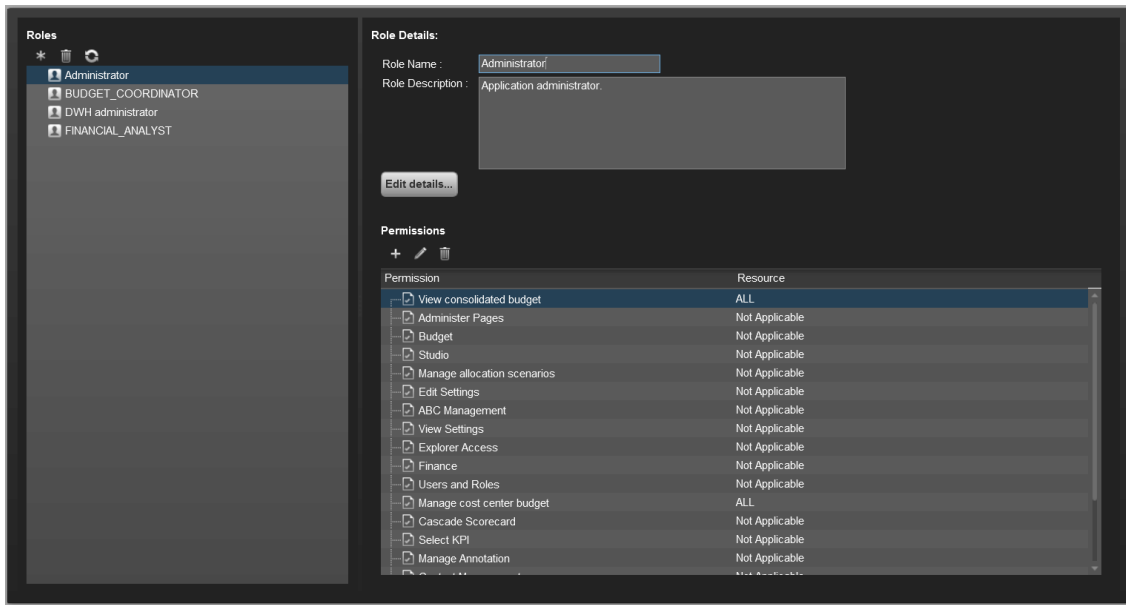 Roles
Administrator
BUDGET_COORDINATOR
DWH administrator
FINANCIAL_ANALYST
Role Details:
Role Name : Administrator
Role Description : Application administrator.
Edit details...
Permissions
Permission Resource
View consolidated budget ALL
Administer Pages Not Applicable
Budget Not Applicable
Studio Not Applicable
Manage allocation scenarios Not Applicable
Edit Settings Not Applicable
ABC Management Not Applicable
View Settings Not Applicable
Explorer Access Not Applicable
Finance Not Applicable
Users and Roles Not Applicable
Manage cost center budget ALL
Cascade Scorecard Not Applicable
Select KPI Not Applicable
Manage Annotation Not Applicable